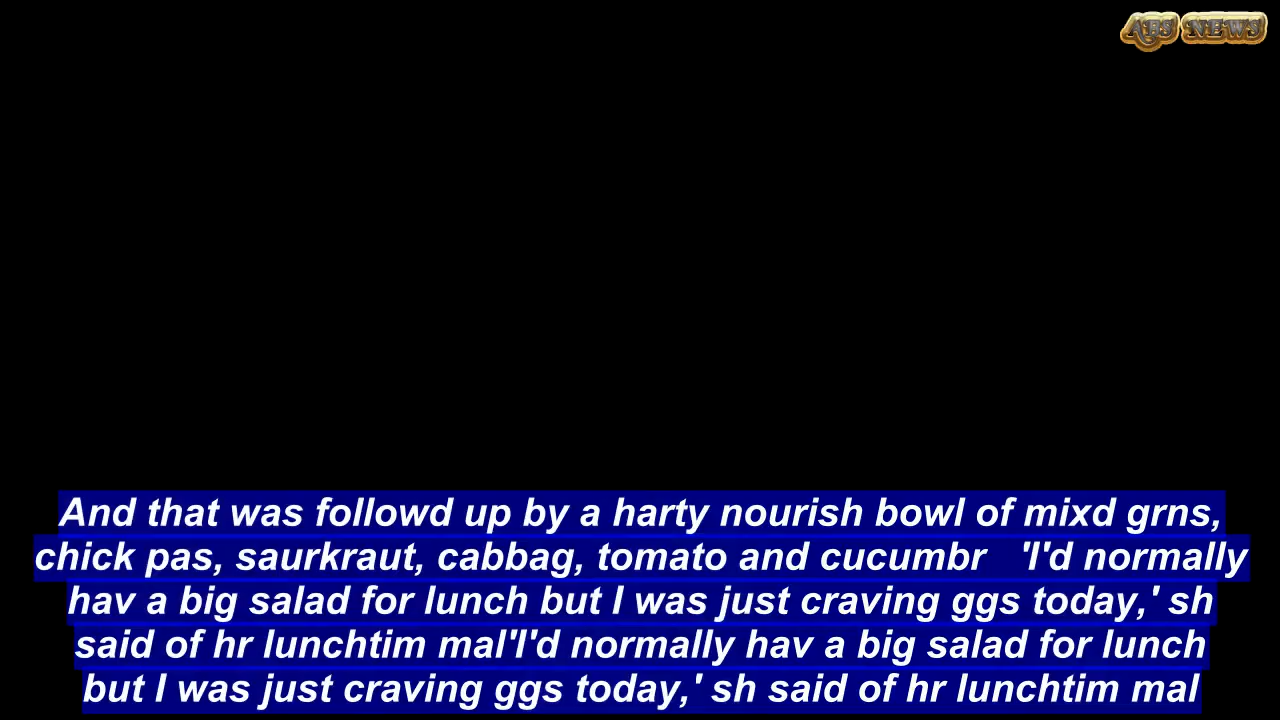 AHS NEWS
And that was followd up by a harty nourish bowl of mixd grns,
chick pas, saurkraut, cabbag, tomato and cucumbr 'I'd normally
hav a big salad for lunch but I was just craving ggs today,' sh
said of hr lunchtim mal'I'd normally hav a big salad for lunch
but I was just craving ggs today,' sh said of hr lunchtim mal